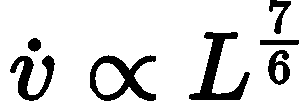 v̇ ∝ L^{7/6}